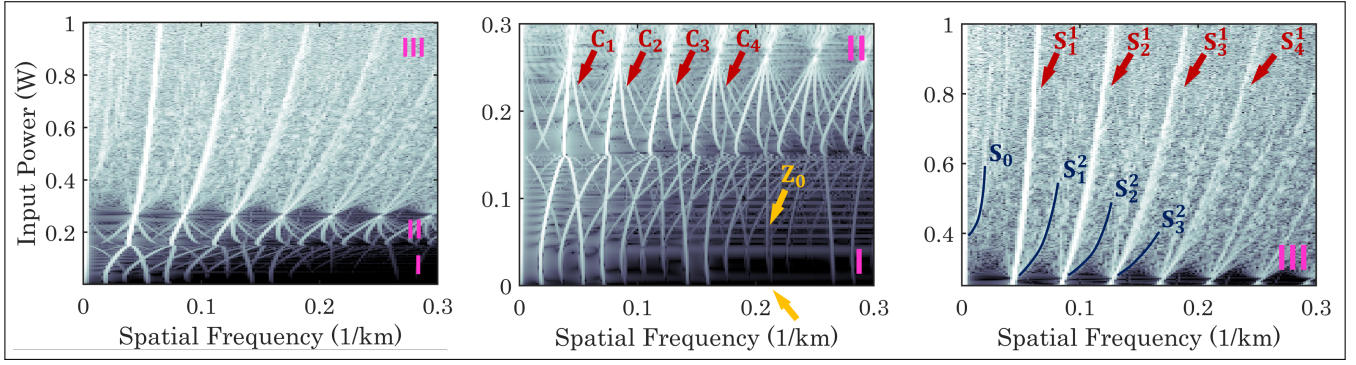 Input Power (W)
1
0.8
0.6
0.4
0.2
III
II
I
0 0.1 0.2 0.3
Spatial Frequency (1/km)
0.3
0.2
0.1
0
C₁ C₂ C₃ C₄
II
Z₀
I
0 0.1 0.2 0.3
Spatial Frequency (1/km)
1
0.8
0.6
0.4
S₁¹ S₂¹ S₃¹ S₄¹
S₀ S₁² S₂² S₃²
III
0 0.1 0.2 0.3
Spatial Frequency (1/km)